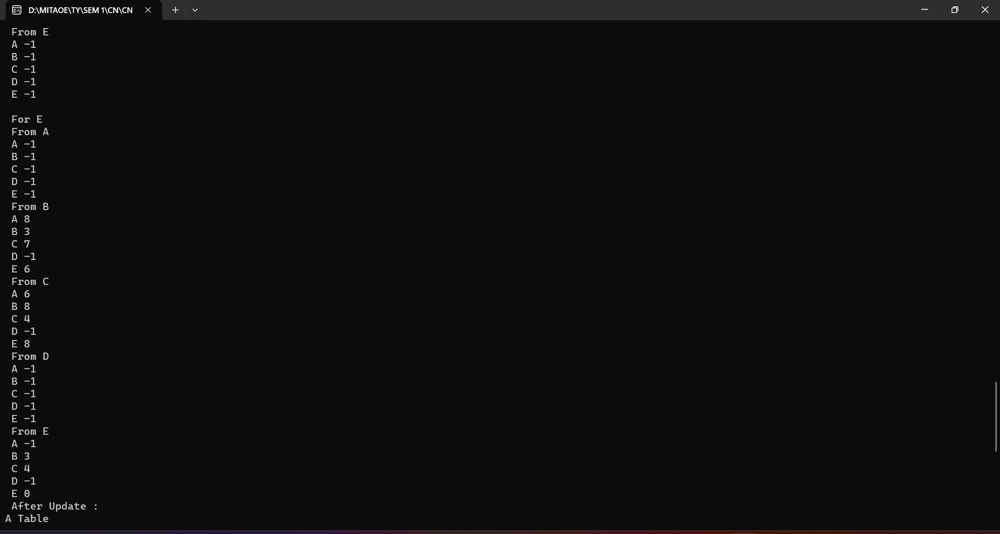 D:\MITAOE\TY\SEM 1\CN\CN
From E
A -1
B -1
C -1
D -1
E -1
For E
From A
A -1
B -1
C -1
D -1
E -1
From B
A 8
B 3
C 7
D -1
E 6
From C
A 6
B 8
C 4
D -1
E 8
From D
A -1
B -1
C -1
D -1
E -1
From E
A -1
B 3
C 4
D -1
E 0
After Update :
A Table